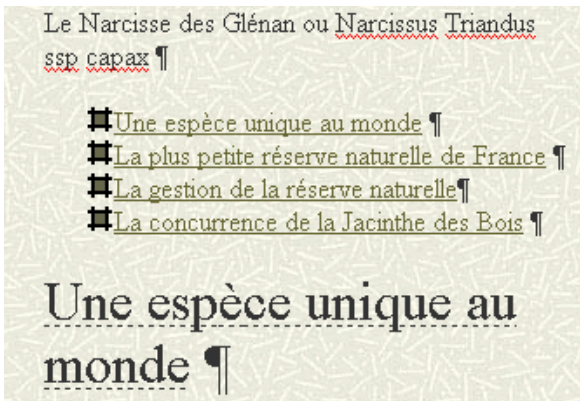 Le Narcisse des Glénan ou Narcissus Triandus
ssp capax ¶
Une espèce unique au monde ¶
La plus petite réserve naturelle de France ¶
La gestion de la réserve naturelle¶
La concurrence de la Jacinthe des Bois ¶
Une espèce unique au
monde ¶